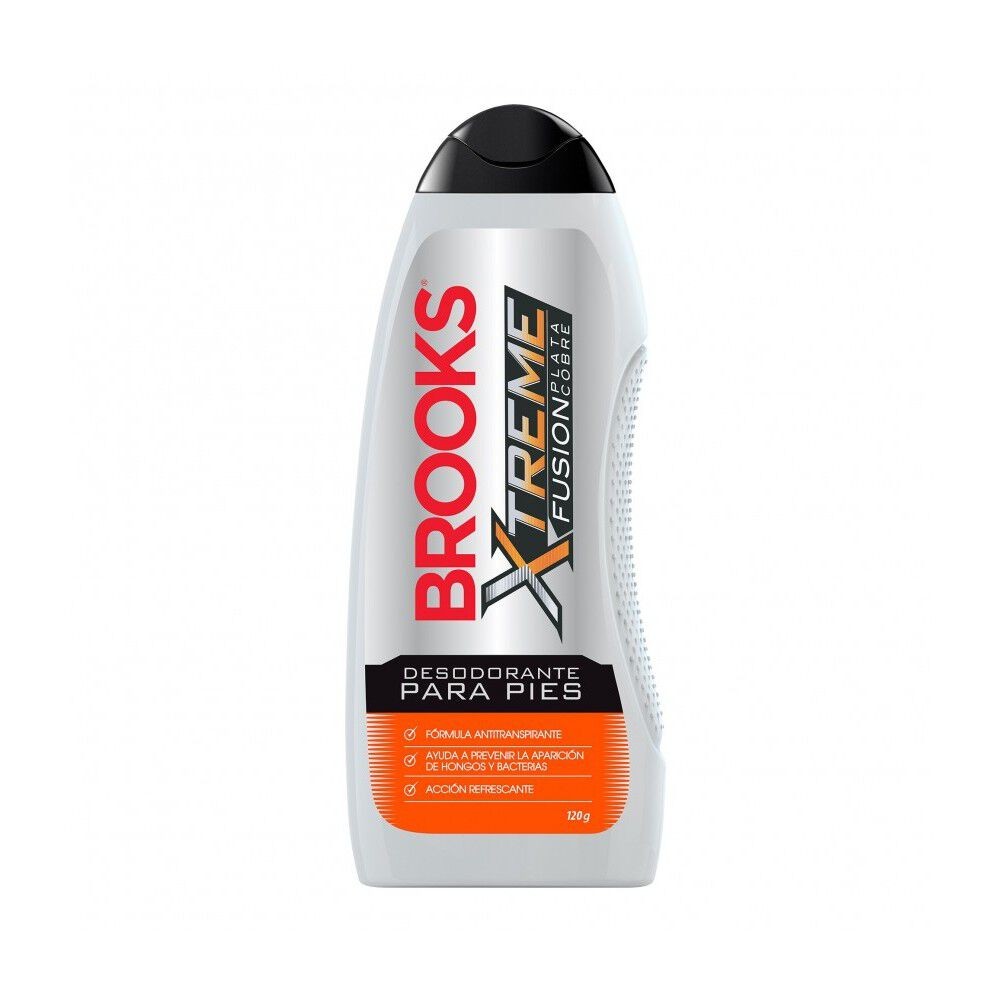 BROOKS®
XTREME
FUSION PLATA
COBRE
DESODORANTE
PARA PIES
FÓRMULA ANTITRANSPIRANTE
AYUDA A PREVENIR LA APARICIÓN
DE HONGOS Y BACTERIAS
ACCIÓN REFRESCANTE
120 g